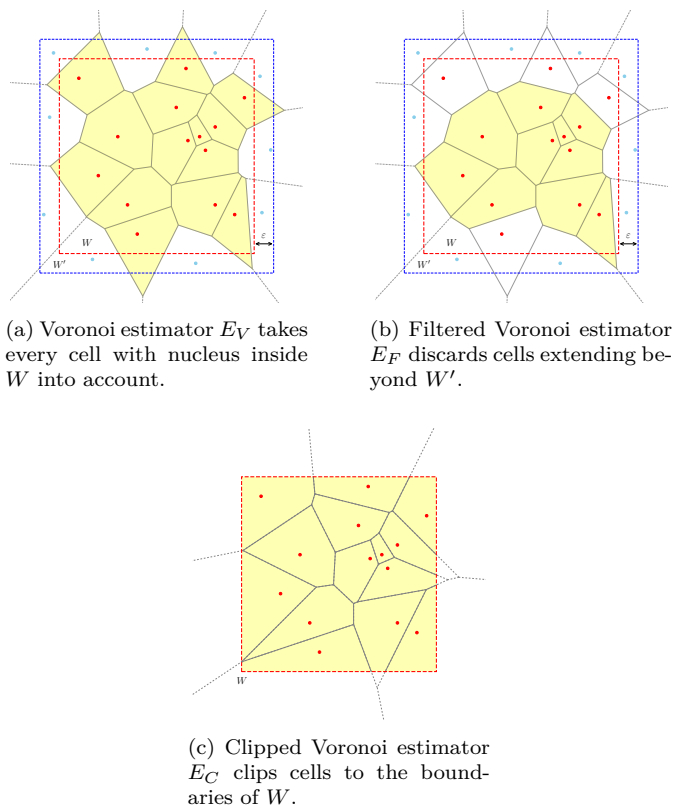 W
ε
W′
W
ε
W′
(a) Voronoi estimator E_V takes
every cell with nucleus inside
W into account.
(b) Filtered Voronoi estimator
E_F discards cells extending be-
yond W′.
W
(c) Clipped Voronoi estimator
E_C clips cells to the bound-
aries of W.